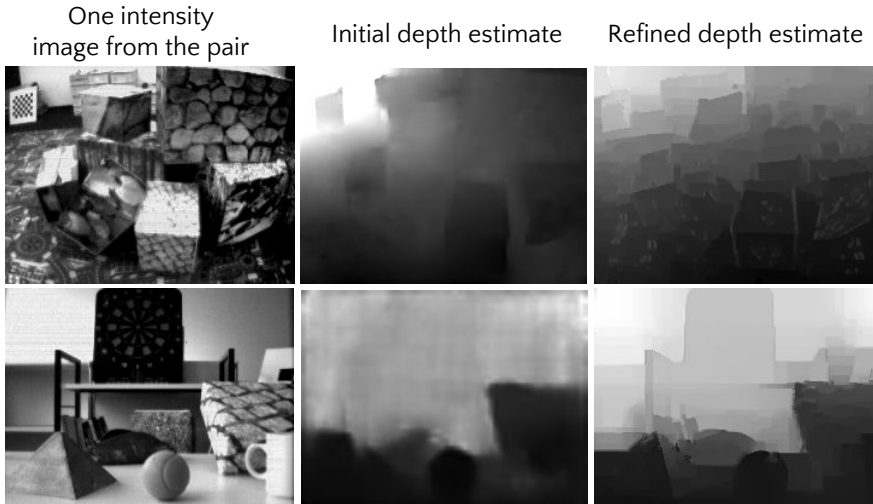 One intensity
image from the pair
Initial depth estimate
Refined depth estimate